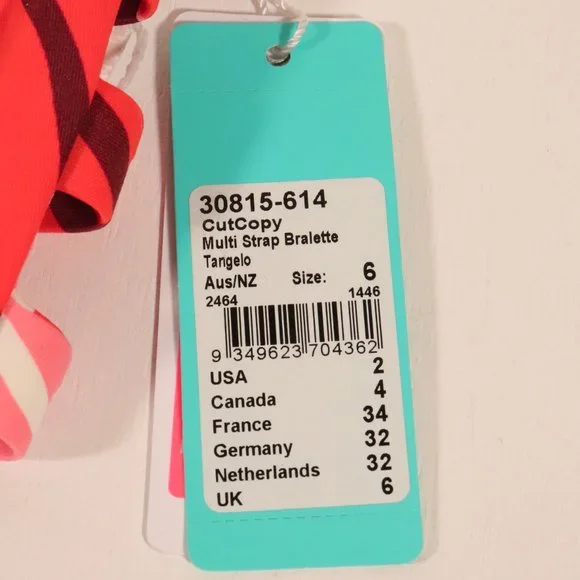 30815-614
CutCopy
Multi Strap Bralette
Tangelo
Aus/NZ Size: 6
2464 1446
9 349623 704362
USA 2
Canada 4
France 34
Germany 32
Netherlands 32
UK 6